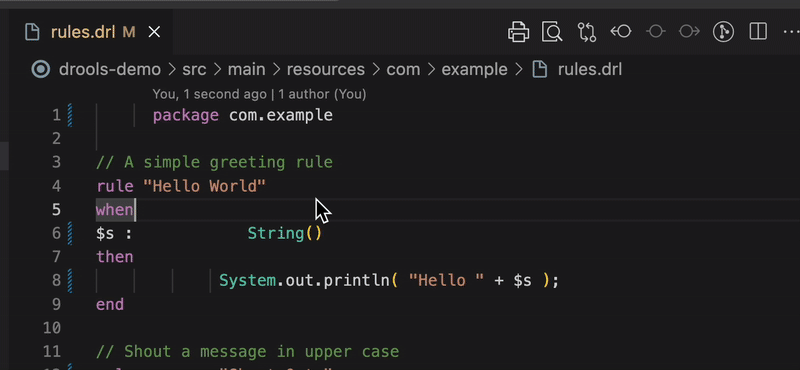 rules.drl M
drools-demo > src > main > resources > com > example > rules.drl
You, 1 second ago | 1 author (You)
1 package com.example
2
3 // A simple greeting rule
4 rule "Hello World"
5 when
6 $s : String()
7 then
8 System.out.println( "Hello " + $s );
9 end
10
11 // Shout a message in upper case